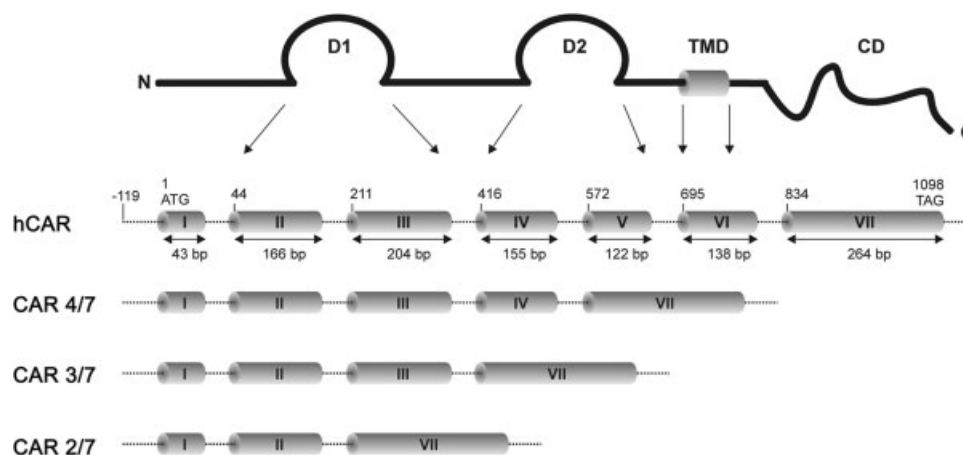 D1 D2 TMD CD
N
1 1098
-119 ATG 44 211 416 572 695 834 TAG
hCAR I II III IV V VI VII
43 bp 166 bp 204 bp 155 bp 122 bp 138 bp 264 bp
CAR 4/7 I II III IV VII
CAR 3/7 I II III VII
CAR 2/7 I II VII